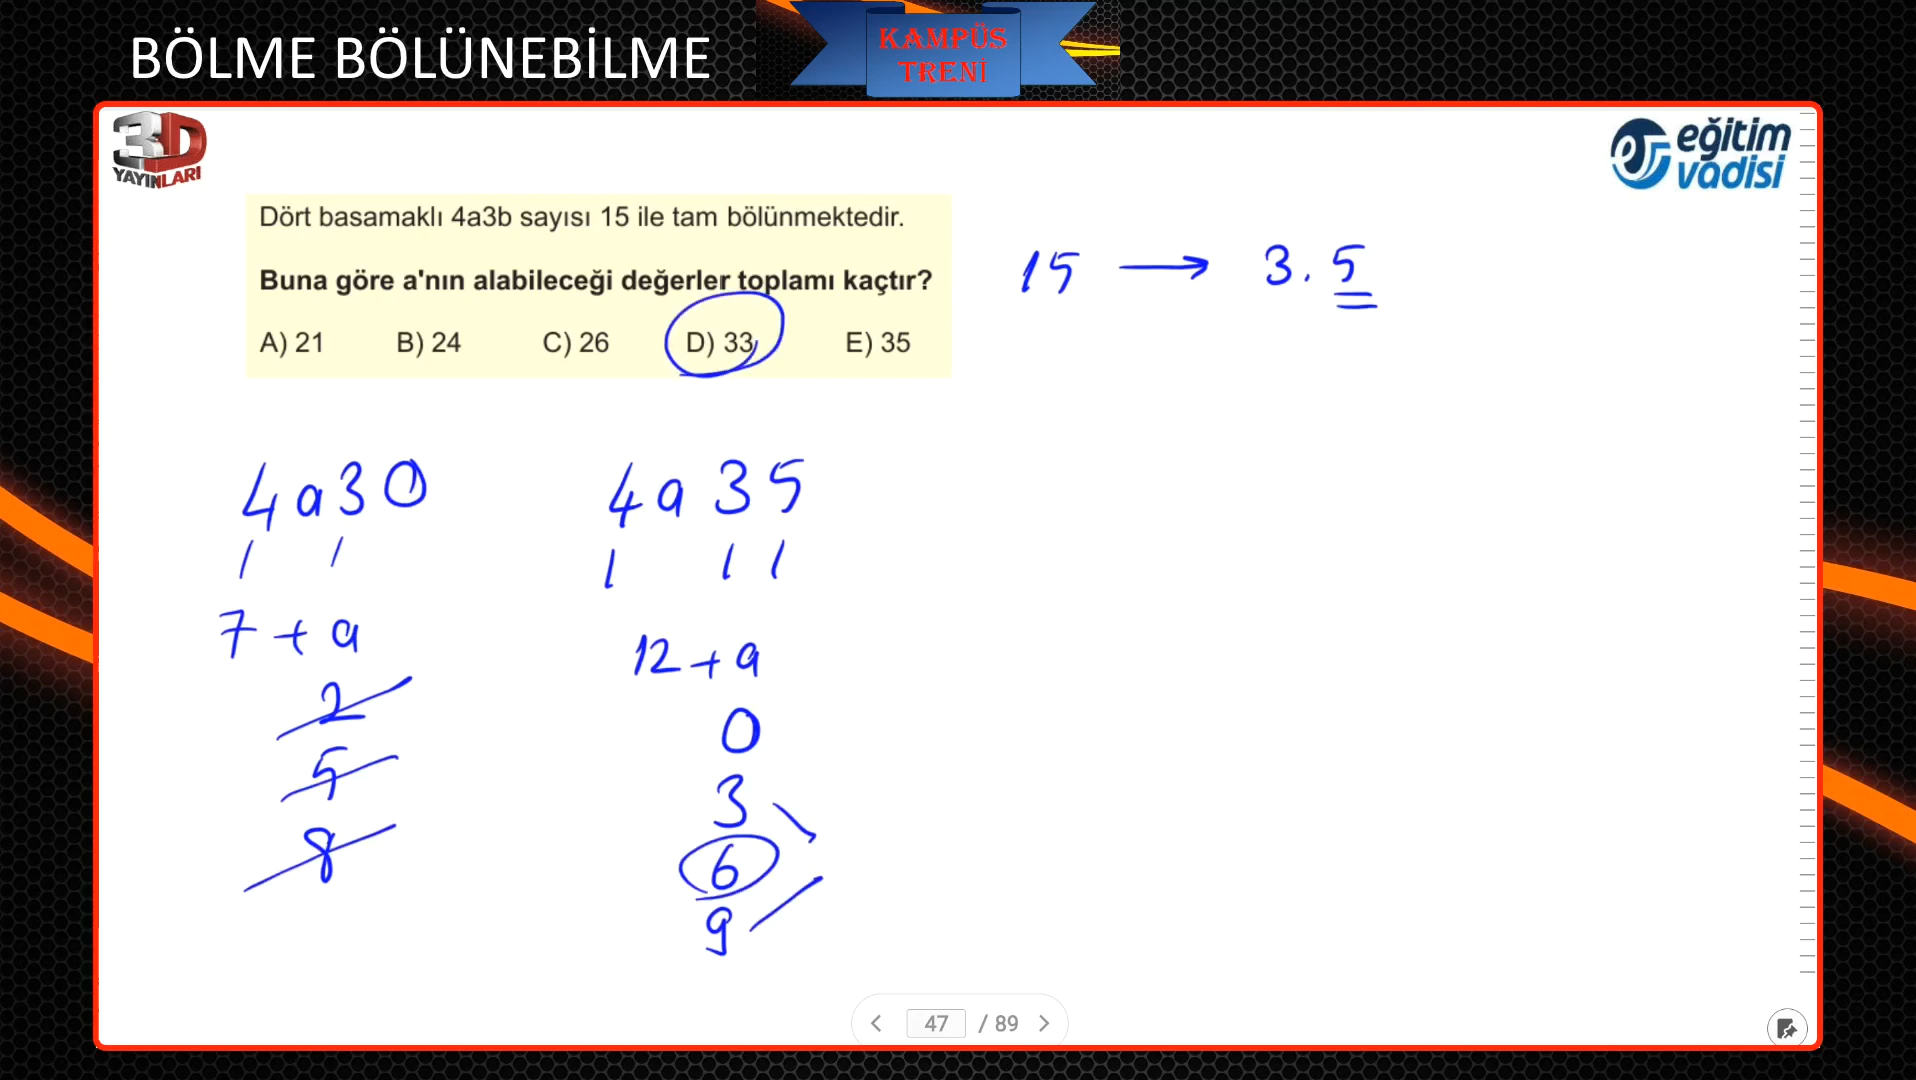 BÖLME BÖLÜNEBİLME
KAMPÜS
TRENİ
3D
YAYINLARI
eğitim
vadisi
Dört basamaklı 4a3b sayısı 15 ile tam bölünmektedir.
Buna göre a'nın alabileceği değerler toplamı kaçtır?
A) 21 B) 24 C) 26 D) 33 E) 35
15 → 3.5
4a30
7+a
2
5
8
4a35
12+a
0
3
6
9
47 / 89